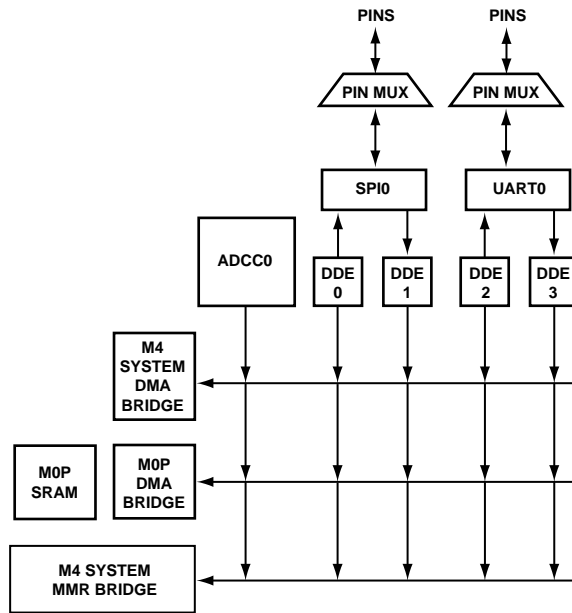 PINS
PINS
PIN MUX
PIN MUX
SPI0
UART0
ADCC0
DDE
0
DDE
1
DDE
2
DDE
3
M4
SYSTEM
DMA
BRIDGE
M0P
SRAM
M0P
DMA
BRIDGE
M4 SYSTEM
MMR BRIDGE